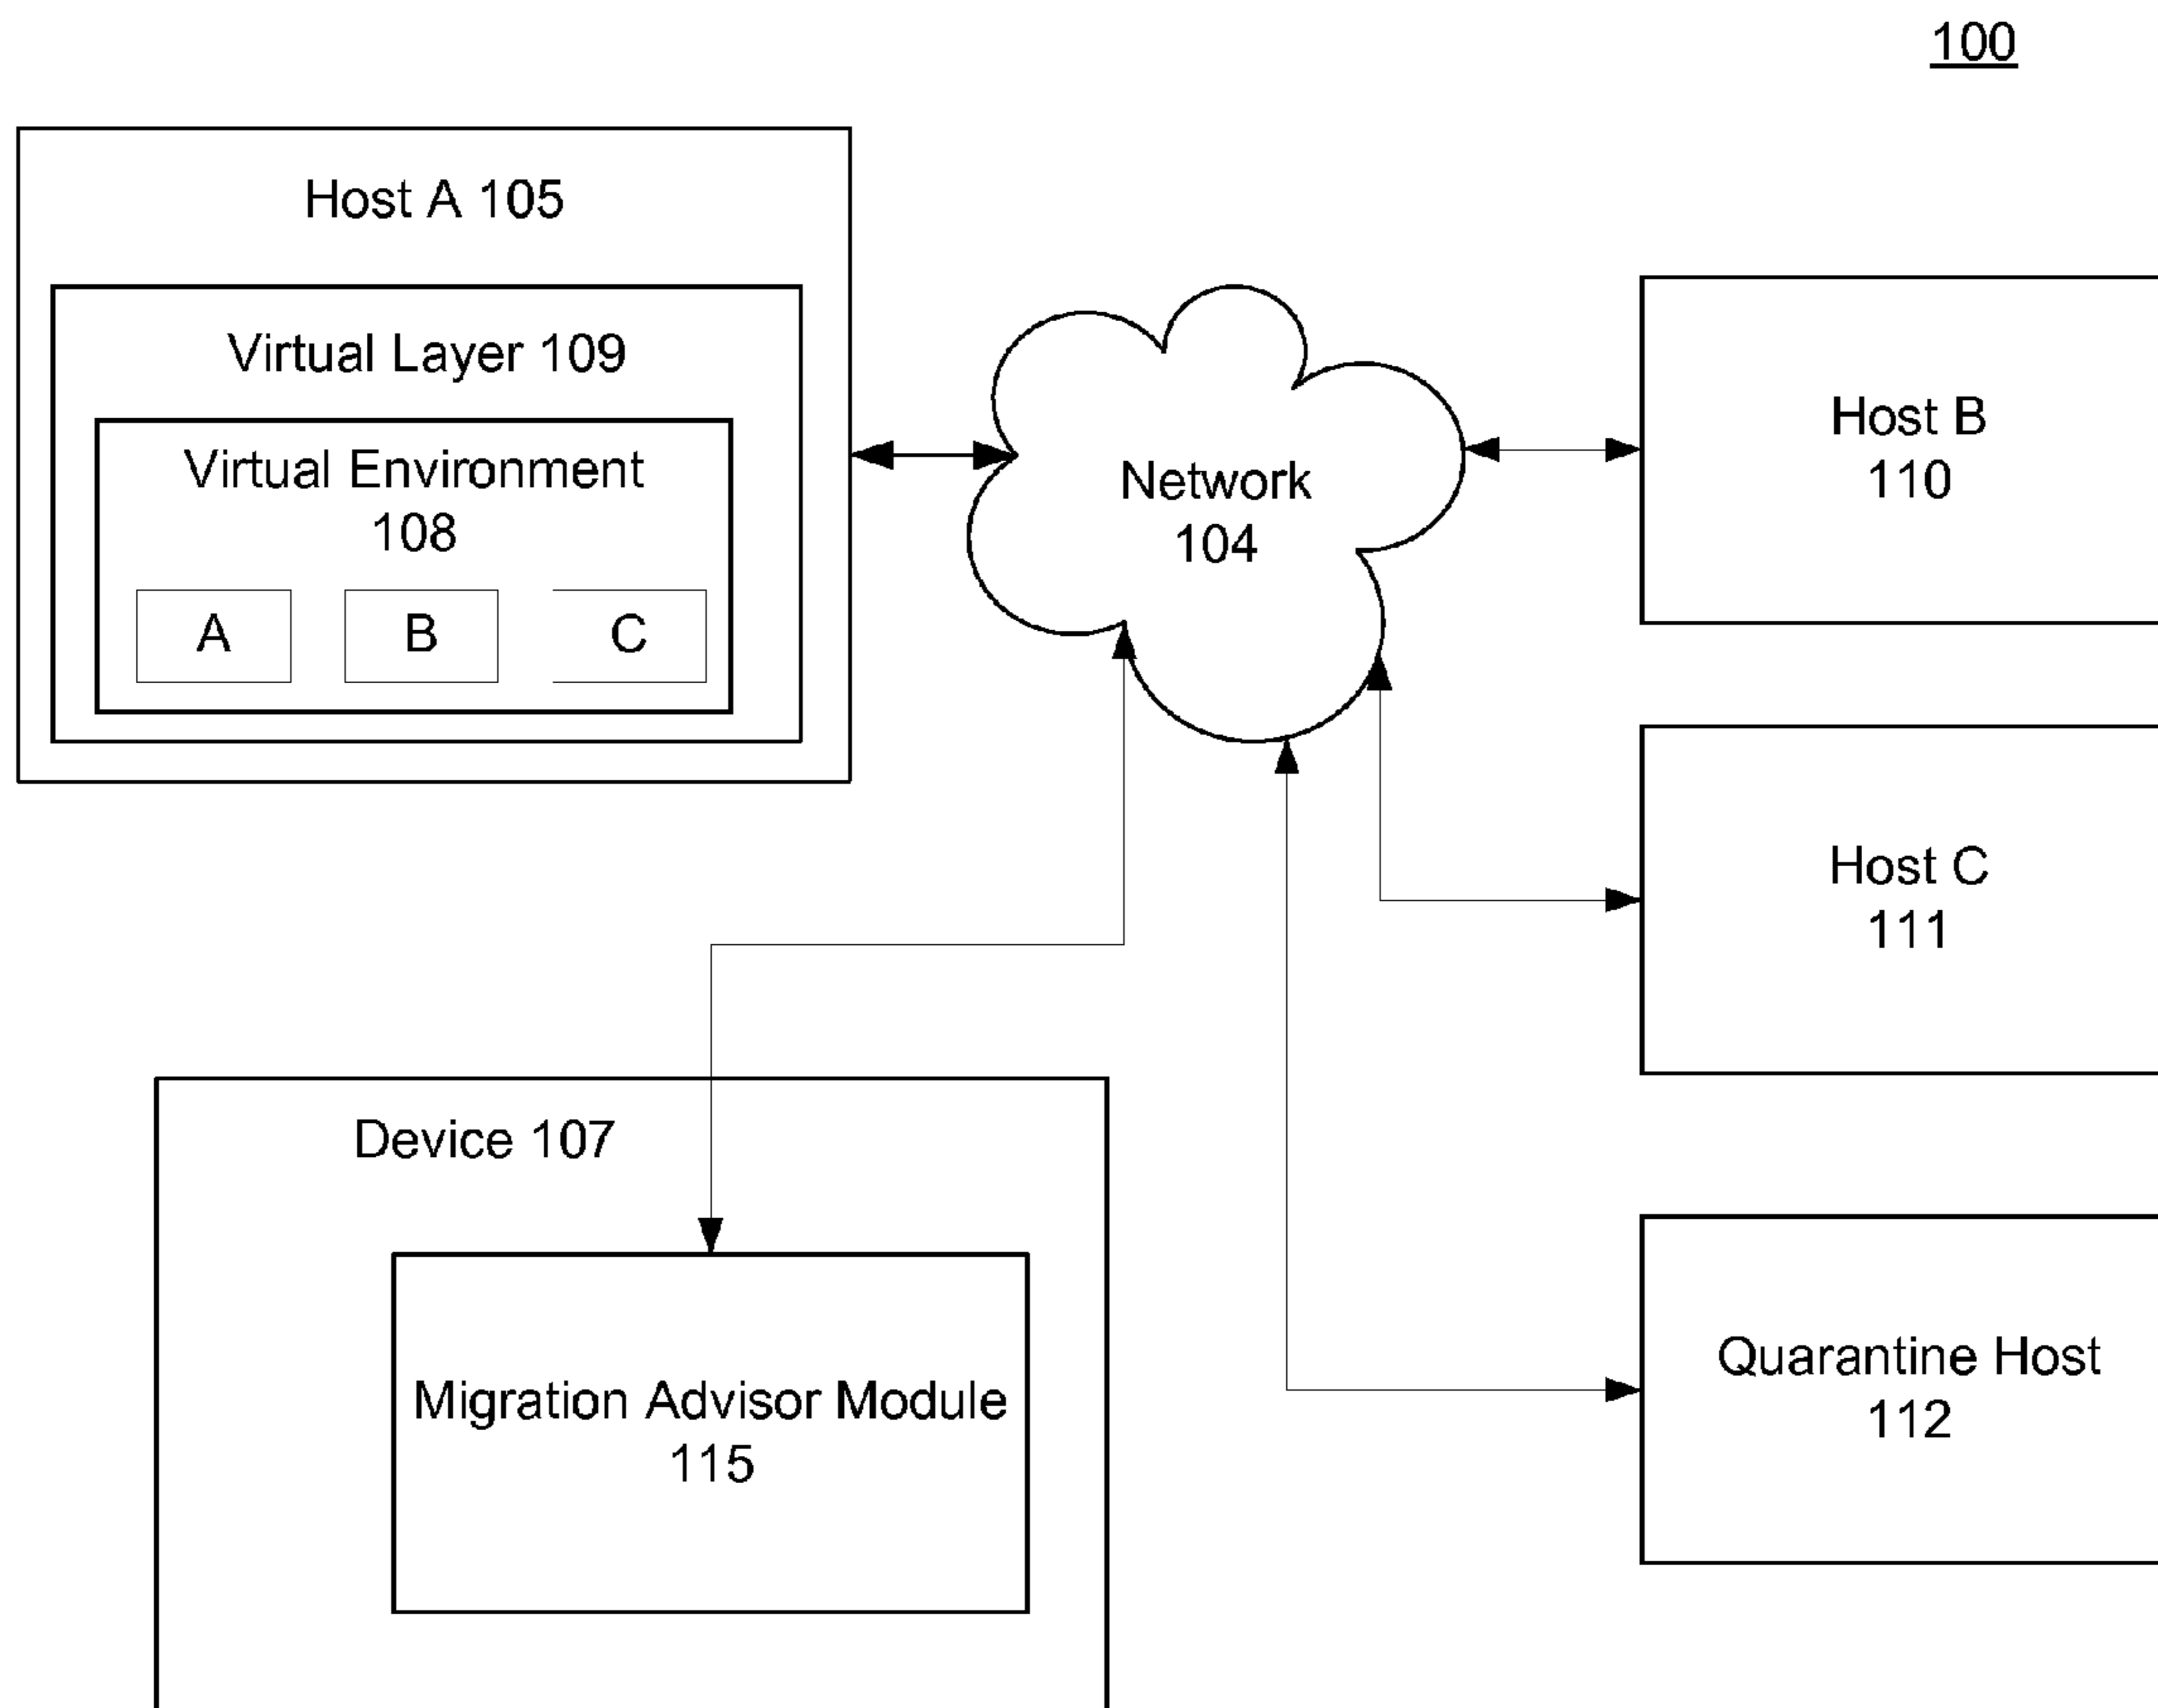 100
Host A 105
Virtual Layer 109
Virtual Environment
108
A
B
C
Network
104
Host B
110
Host C
111
Device 107
Migration Advisor Module
115
Quarantine Host
112